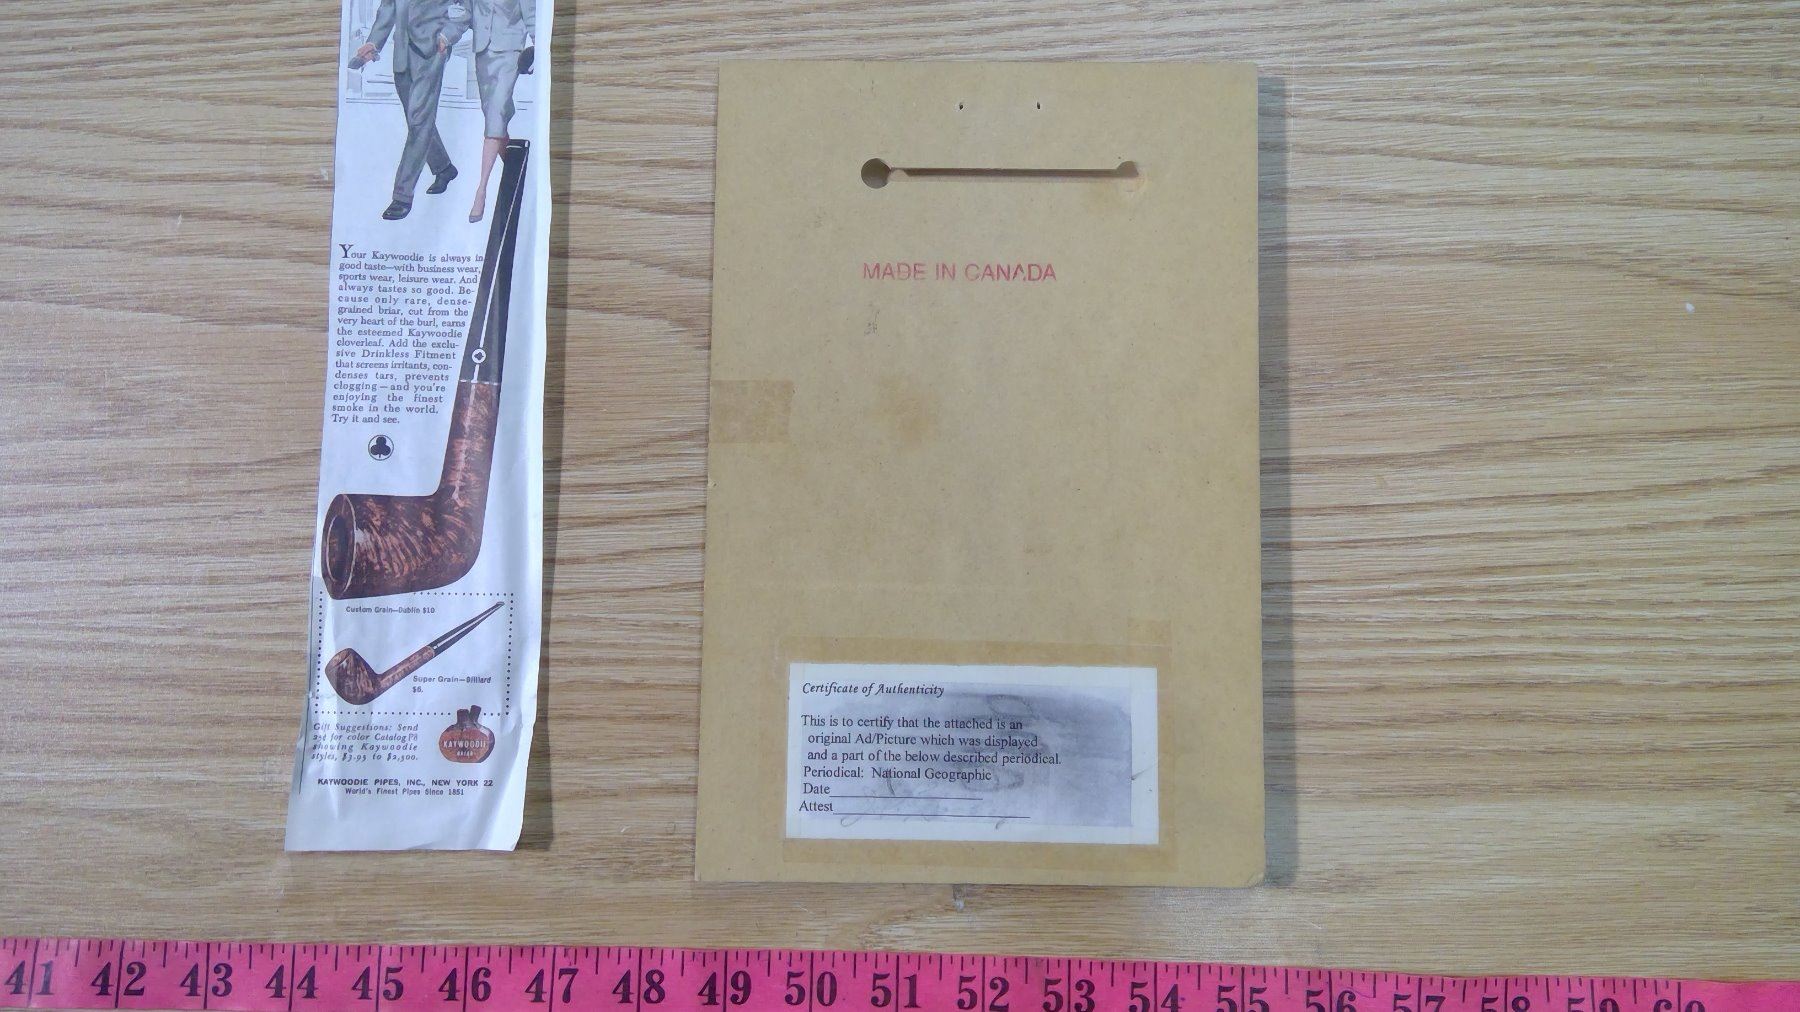 Your Kaywoodie is always in
good taste—with business wear,
sports wear, leisure wear. And
always tastes so good. Be-
cause only rare, dense-
grained briar, cut from the
very heart of the burl, earns
the esteemed Kaywoodie
cloverleaf. Add the exclu-
sive Drinkless Fitment
that screens irritants, con-
denses tars, prevents
clogging—and you're
enjoying the finest
smoke in the world.
Try it and see.
Custom Grain—Dublin $10
Super Grain—Billiard
$6.
Gift Suggestions: Send
25¢ for color Catalog P8
showing Kaywoodie
styles, $3.95 to $2,500.
KAYWOODIE
BRIAR
KAYWOODIE PIPES, INC., NEW YORK 22
World's Finest Pipes Since 1851
MADE IN CANADA
Certificate of Authenticity
This is to certify that the attached is an
original Ad/Picture which was displayed
and a part of the below described periodical.
Periodical: National Geographic
Date
Attest
41 42 43 44 45 46 47 48 49 50 51 52 53 54 55 56 57 58 59 60